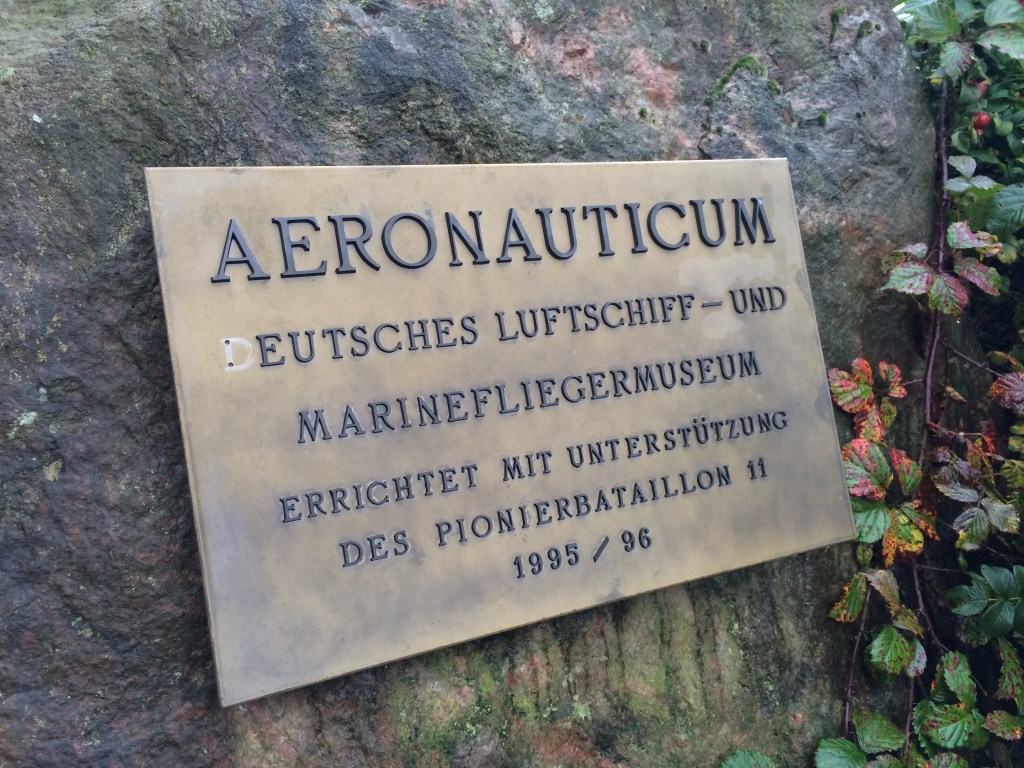 AERONAUTICUM
DEUTSCHES LUFTSCHIFF – UND
MARINEFLIEGERMUSEUM
ERRICHTET MIT UNTERSTÜTZUNG
DES PIONIERBATAILLON 11
1995 / 96